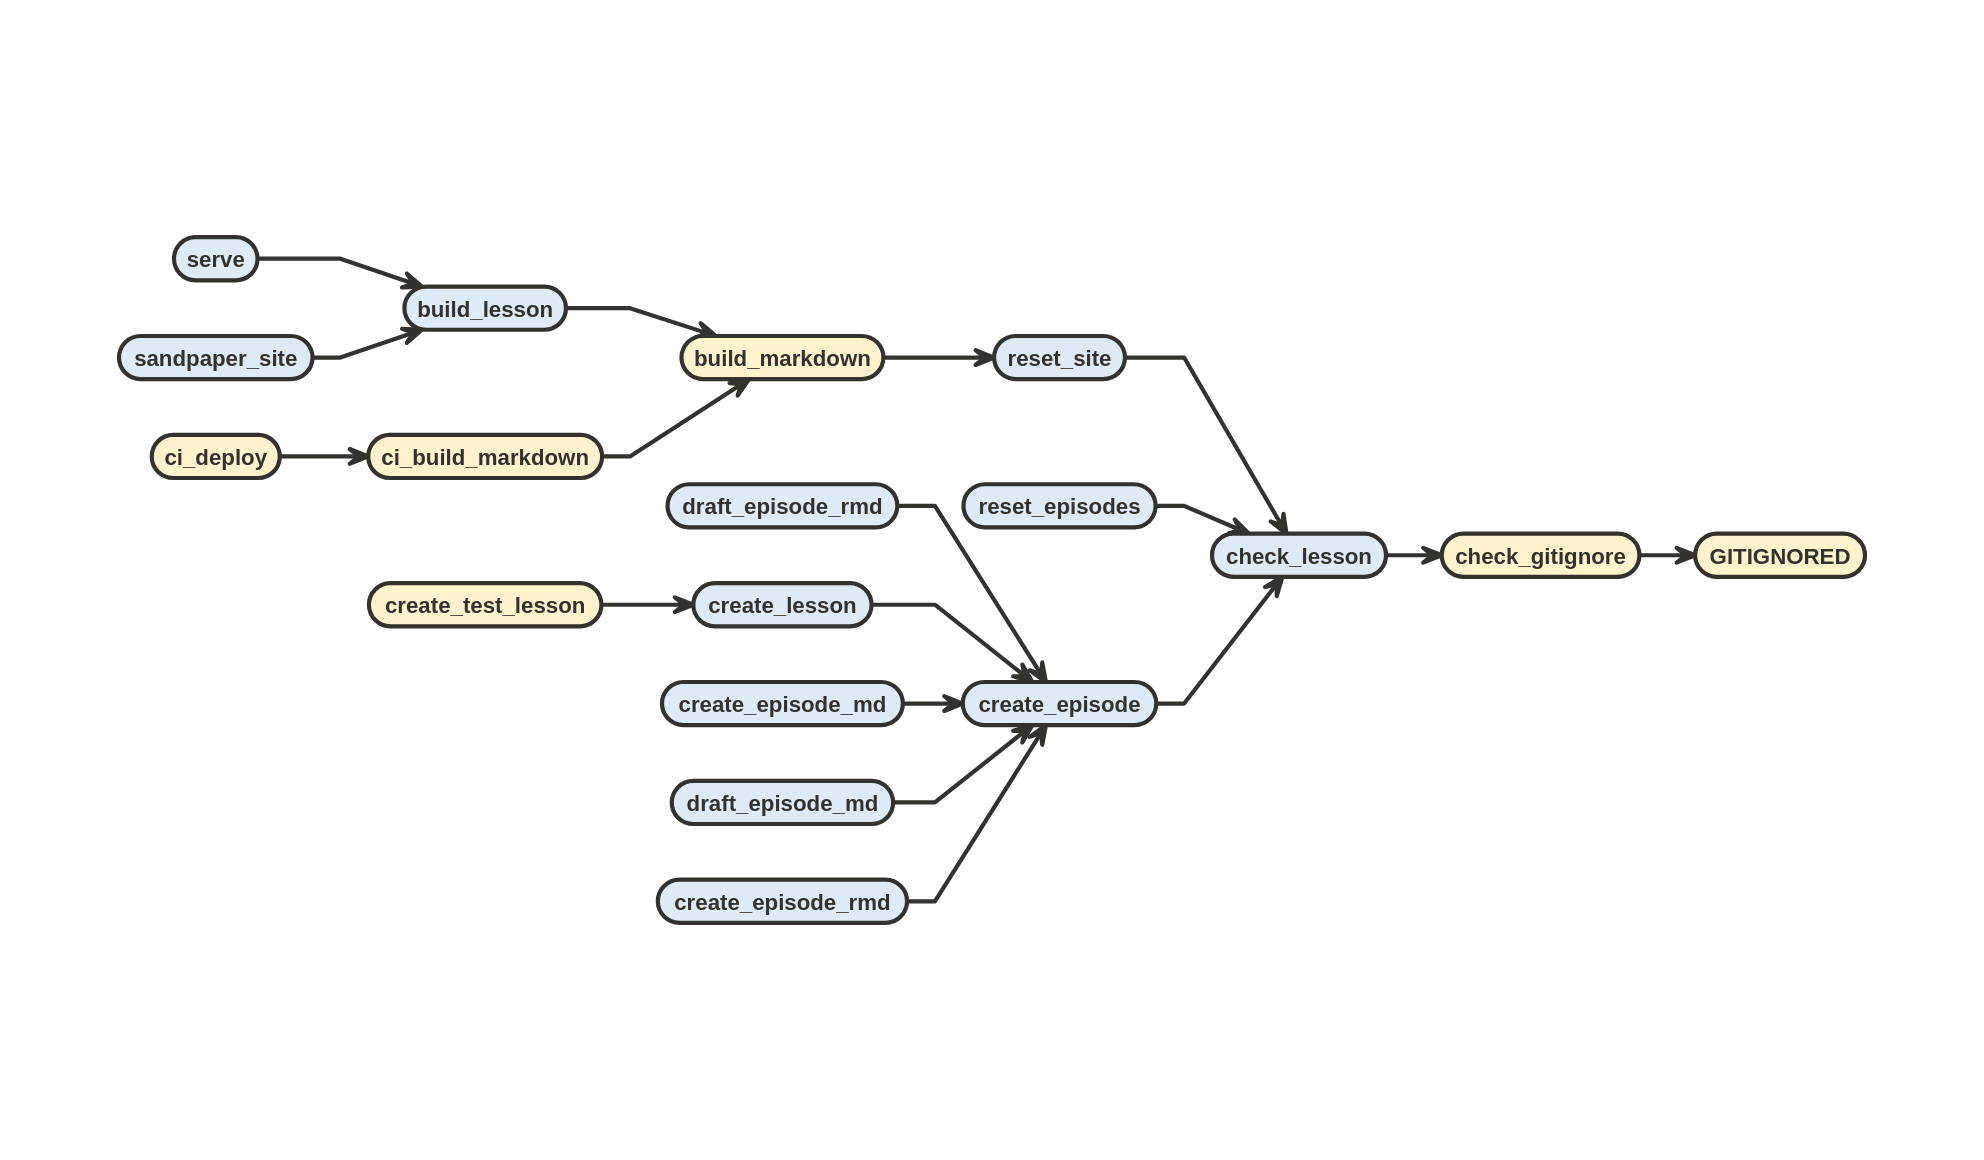 serve
build_lesson
sandpaper_site
build_markdown
reset_site
ci_deploy
ci_build_markdown
draft_episode_rmd
reset_episodes
check_lesson
check_gitignore
GITIGNORED
create_test_lesson
create_lesson
create_episode_md
create_episode
draft_episode_md
create_episode_rmd